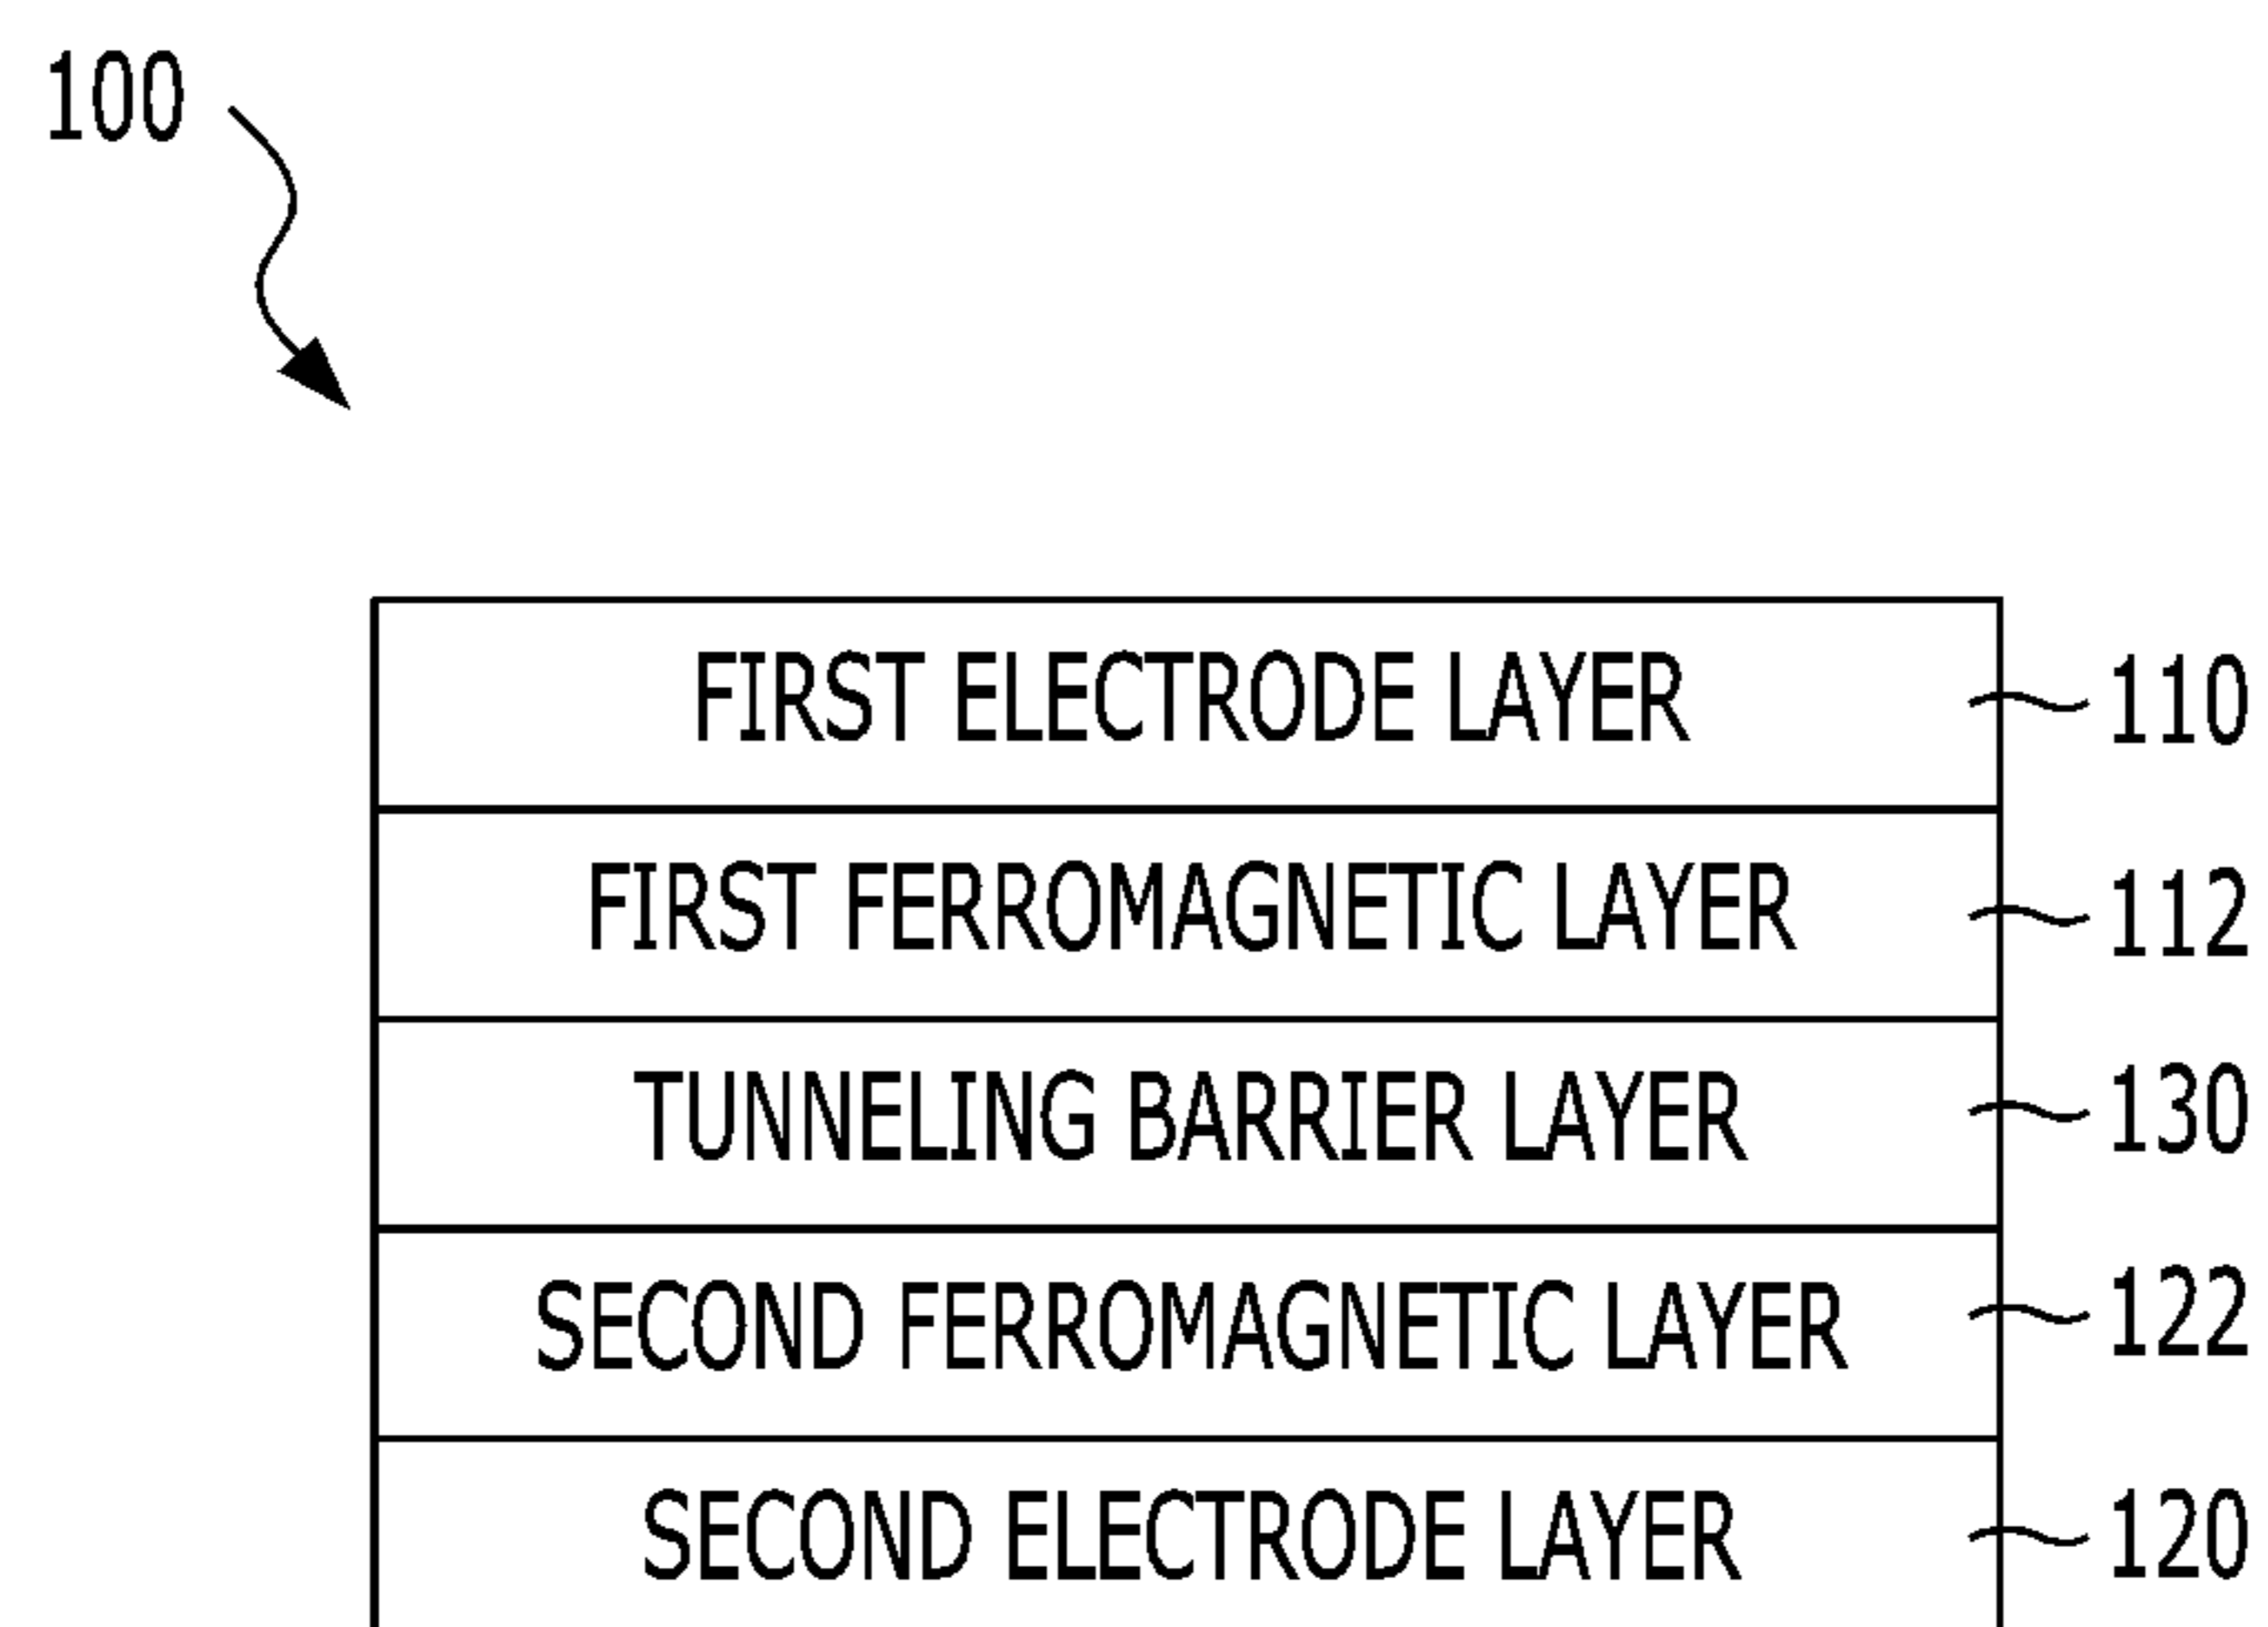 100
FIRST ELECTRODE LAYER 110
FIRST FERROMAGNETIC LAYER 112
TUNNELING BARRIER LAYER 130
SECOND FERROMAGNETIC LAYER 122
SECOND ELECTRODE LAYER 120